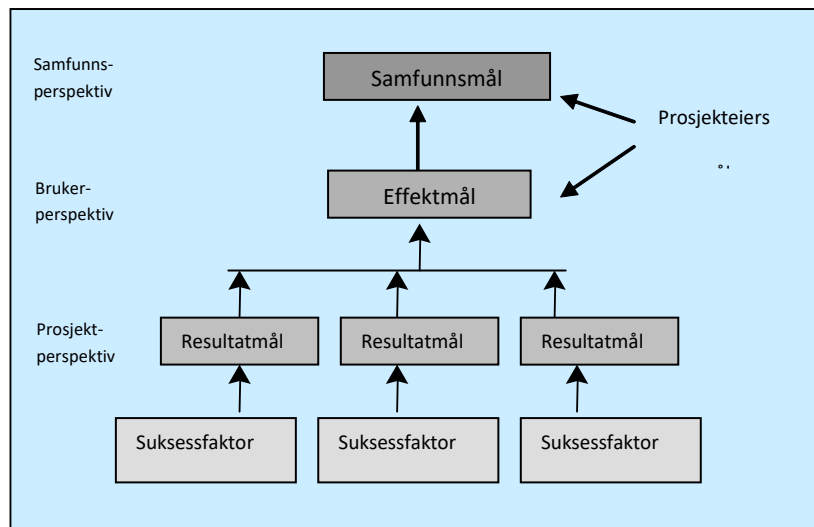 Samfunns-
perspektiv
Samfunnsmål
Prosjekteiers
Bruker-
perspektiv
Effektmål
Prosjekt-
perspektiv
Resultatmål
Resultatmål
Resultatmål
Suksessfaktor
Suksessfaktor
Suksessfaktor